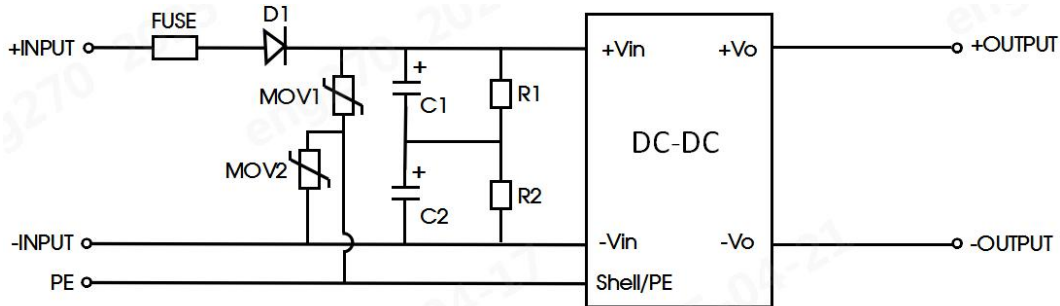 FUSE
D1
+INPUT
+Vin
+Vo
+OUTPUT
MOV1
+
C1
R1
DC-DC
MOV2
+
C2
R2
-INPUT
-Vin
-Vo
-OUTPUT
PE
Shell/PE